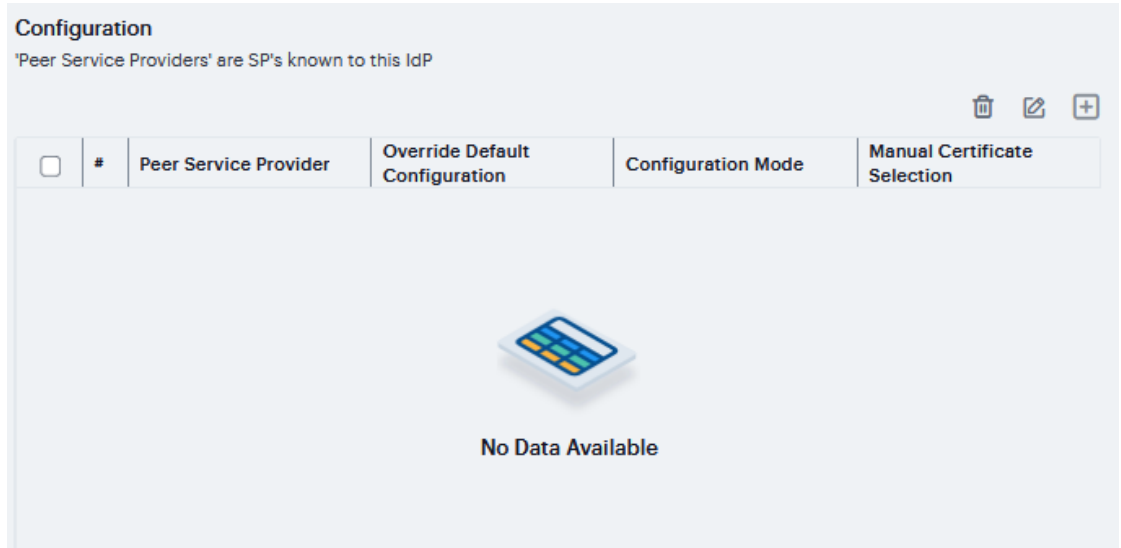 Configuration
'Peer Service Providers' are SP's known to this IdP
#
Peer Service Provider
Override Default
Configuration
Configuration Mode
Manual Certificate
Selection
No Data Available